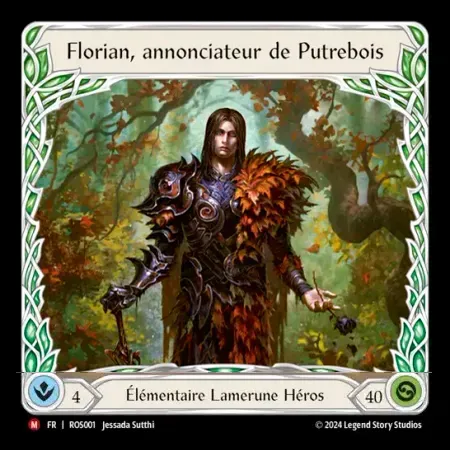 Florian, annonciateur de Putrebois
4 Élémentaire Lamerune Héros 40
M FR | ROS001 Jessada Sutthi © 2024 Legend Story Studios